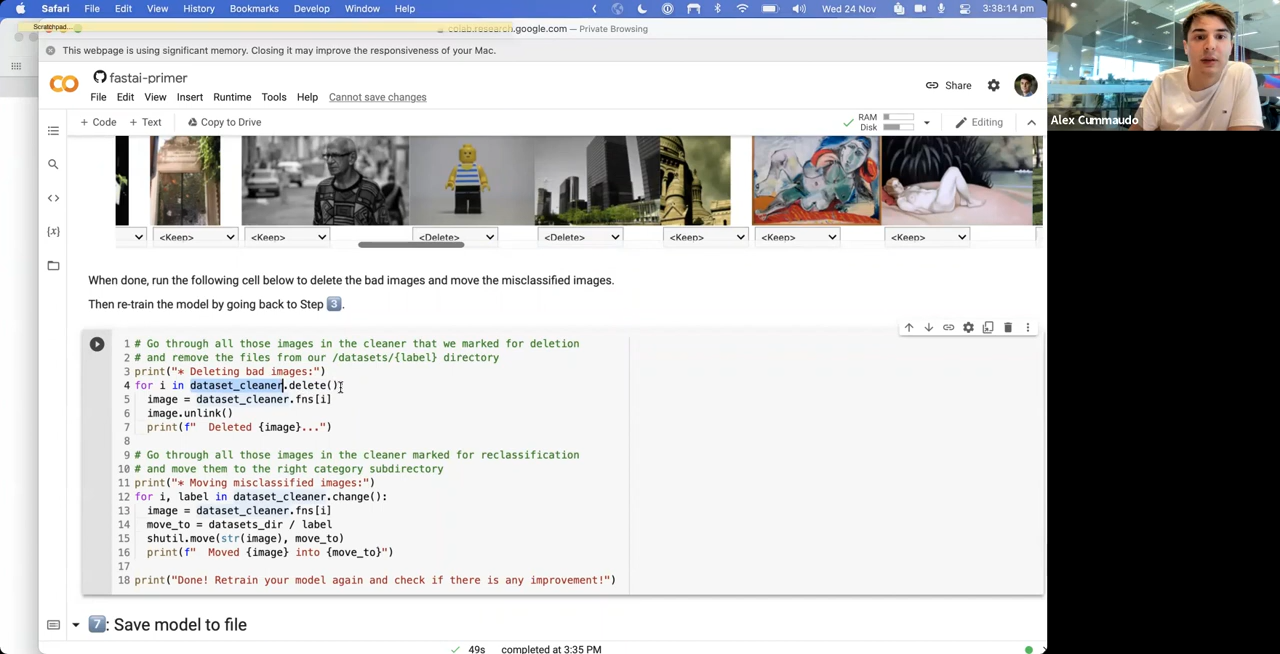 Safari File Edit View History Bookmarks Develop Window Help Wed 24 Nov 3:38:14 pm
Scratchpad...
colab.research.google.com — Private Browsing
This webpage is using significant memory. Closing it may improve the responsiveness of your Mac.
fastai-primer
Share
File Edit View Insert Runtime Tools Help Cannot save changes
+ Code + Text Copy to Drive
RAM
Disk
Editing
Alex Cummaudo
<Keep> <Keep> <Delete> <Delete> <Keep> <Keep> <Keep>
When done, run the following cell below to delete the bad images and move the misclassified images.
Then re-train the model by going back to Step 3.
1 # Go through all those images in the cleaner that we marked for deletion
2 # and remove the files from our /datasets/{label} directory
3 print("* Deleting bad images:")
4 for i in dataset_cleaner.delete():
5 image = dataset_cleaner.fns[i]
6 image.unlink()
7 print(f"  Deleted {image}...")
8
9 # Go through all those images in the cleaner marked for reclassification
10 # and move them to the right category subdirectory
11 print("* Moving misclassified images:")
12 for i, label in dataset_cleaner.change():
13 image = dataset_cleaner.fns[i]
14 move_to = datasets_dir / label
15 shutil.move(str(image), move_to)
16 print(f"  Moved {image} into {move_to}")
17
18 print("Done! Retrain your model again and check if there is any improvement!")
7: Save model to file
49s completed at 3:35 PM